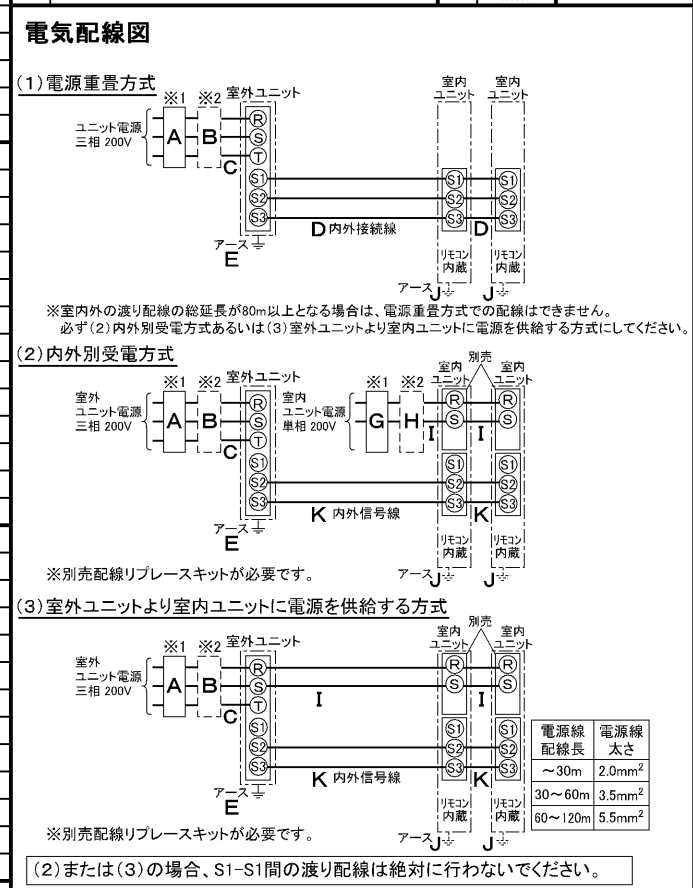 電気配線図
(1)電源重畳方式
※1 ※2 室外ユニット
室内ユニット 室内ユニット
ユニット電源
三相 200V
A B C
R
S
T
S1 S1 S1
S2 S2 S2
S3 S3 S3
D内外接続線 D
アース
E
リモコン内蔵 リモコン内蔵
アース J J
※室内外の渡り配線の総延長が80m以上となる場合は、電源重畳方式での配線はできません。
必ず(2)内外別受電方式あるいは(3)室外ユニットより室内ユニットに電源を供給する方式にしてください。
(2)内外別受電方式
別売
※1 ※2 室外ユニット ※1 ※2 室内ユニット 室内ユニット
室外
ユニット電源
三相 200V
A B C
室内
ユニット電源
単相 200V
G H I I
R R R
S S S
T
S1 S1 S1
S2 S2 S2
S3 S3 S3
K 内外信号線 K
アース
E
リモコン内蔵 リモコン内蔵
※別売配線リプレースキットが必要です。
アース J J
(3)室外ユニットより室内ユニットに電源を供給する方式
別売
※1 ※2 室外ユニット 室内ユニット 室内ユニット
室外
ユニット電源
三相 200V
A B C
R R R
S S S
I I
T
S1 S1 S1
S2 S2 S2
S3 S3 S3
K 内外信号線 K
アース
E
リモコン内蔵 リモコン内蔵
電源線配線長 電源線太さ
～30m 2.0mm²
30～60m 3.5mm²
60～120m 5.5mm²
※別売配線リプレースキットが必要です。
アース J J
(2)または(3)の場合、S1-S1間の渡り配線は絶対に行わないでください。